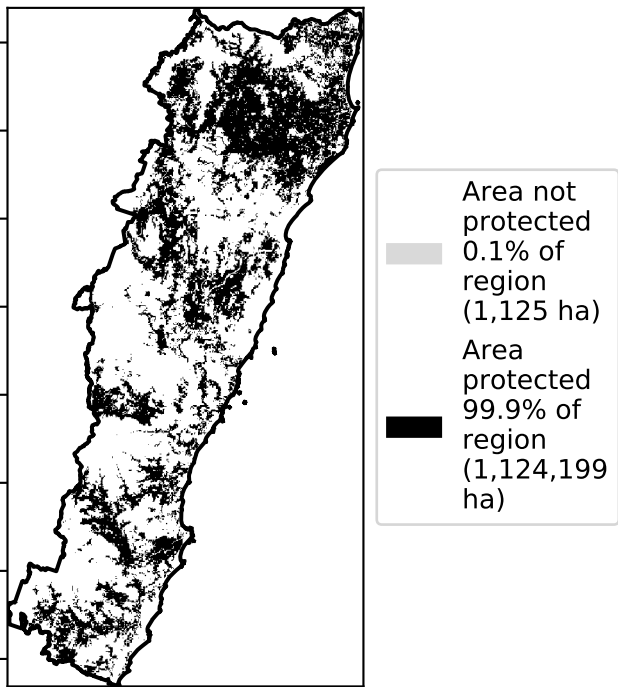 Area not
protected
0.1% of
region
(1,125 ha)
Area
protected
99.9% of
region
(1,124,199
ha)